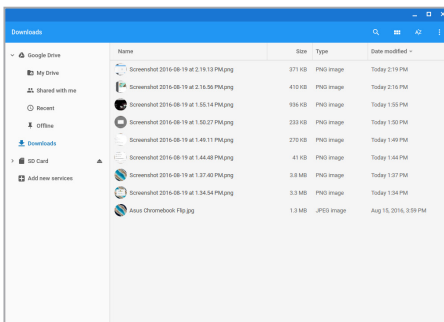 Downloads
Google Drive
My Drive
Shared with me
Recent
Offline
Downloads
SD Card
Add new services
Name Size Type Date modified
Screenshot 2016-08-19 at 2.19.13 PM.png 371 KB PNG image Today 2:19 PM
Screenshot 2016-08-19 at 2.16.56 PM.png 410 KB PNG image Today 2:16 PM
Screenshot 2016-08-19 at 1.55.14 PM.png 936 KB PNG image Today 1:55 PM
Screenshot 2016-08-19 at 1.50.27 PM.png 233 KB PNG image Today 1:50 PM
Screenshot 2016-08-19 at 1.49.11 PM.png 270 KB PNG image Today 1:49 PM
Screenshot 2016-08-19 at 1.44.48 PM.png 41 KB PNG image Today 1:44 PM
Screenshot 2016-08-19 at 1.37.40 PM.png 3.8 MB PNG image Today 1:37 PM
Screenshot 2016-08-19 at 1.34.54 PM.png 3.3 MB PNG image Today 1:34 PM
Asus Chromebook Flip.jpg 1.3 MB JPEG image Aug 15, 2016, 3:59 PM